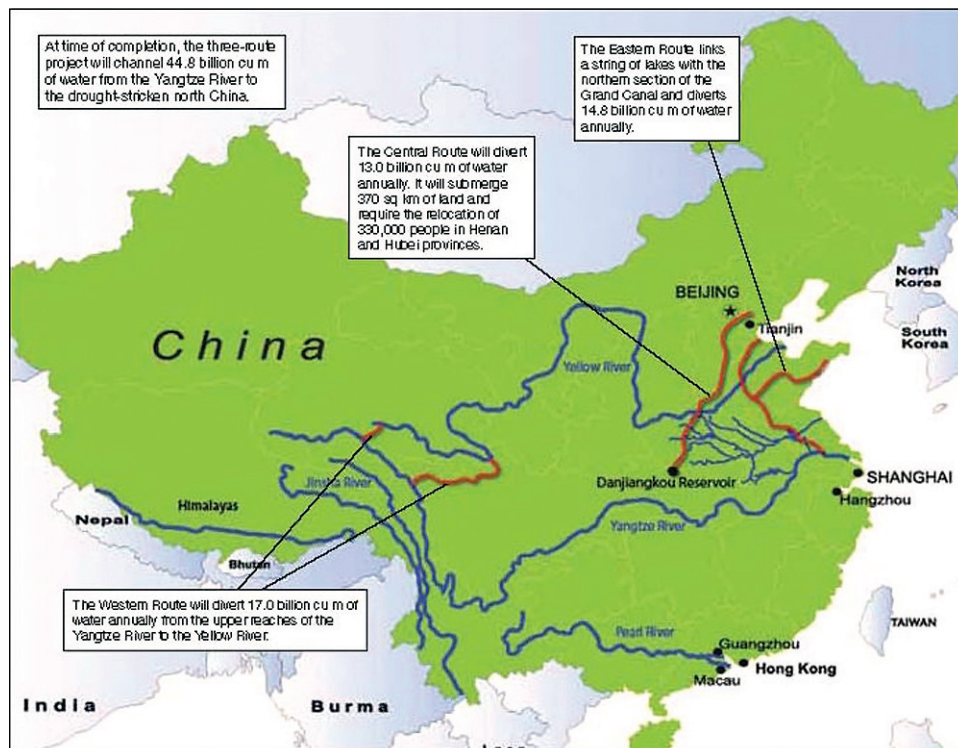 At time of completion, the three-route
project will channel 44.8 billion cu m
of water from the Yangtze River to
the drought-stricken north China.
The Eastern Route links
a string of lakes with the
northern section of the
Grand Canal and diverts
14.8 billion cu m of water
annually.
The Central Route will divert
13.0 billion cu m of water
annually. It will submerge
370 sq km of land and
require the relocation of
330,000 people in Henan
and Hubei provinces.
North
Korea
BEIJING
Tianjin
South
Korea
China
Yellow River
Jinsha River
Danjiangkou Reservoir
SHANGHAI
Hangzhou
Himalayas
Nepal
Yangtze River
Bhutan
The Western Route will divert 17.0 billion cu m of
water annually from the upper reaches of the
Yangtze River to the Yellow River.
TAIWAN
Pearl River
Guangzhou
Hong Kong
Macau
India
Burma